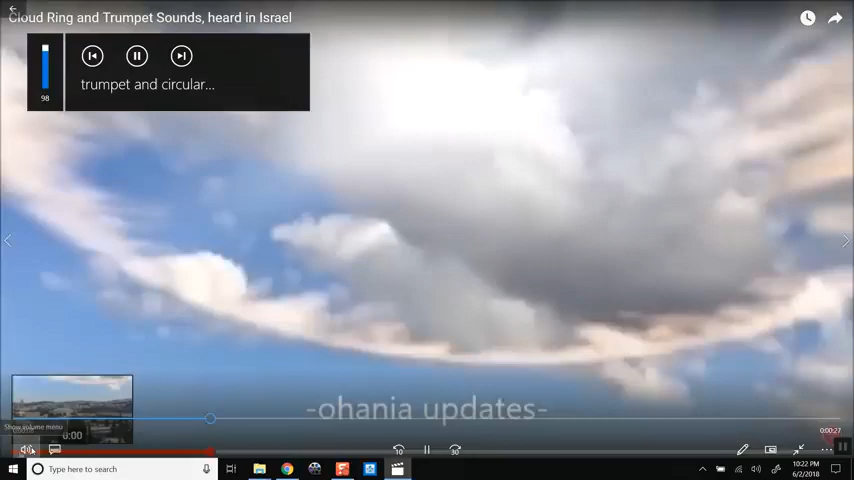 Cloud Ring and Trumpet Sounds, heard in Israel
98
trumpet and circular...
-ohania updates-
Show volume menu
0:00
0:00:27
10
30
Type here to search
10:22 PM
6/2/2018